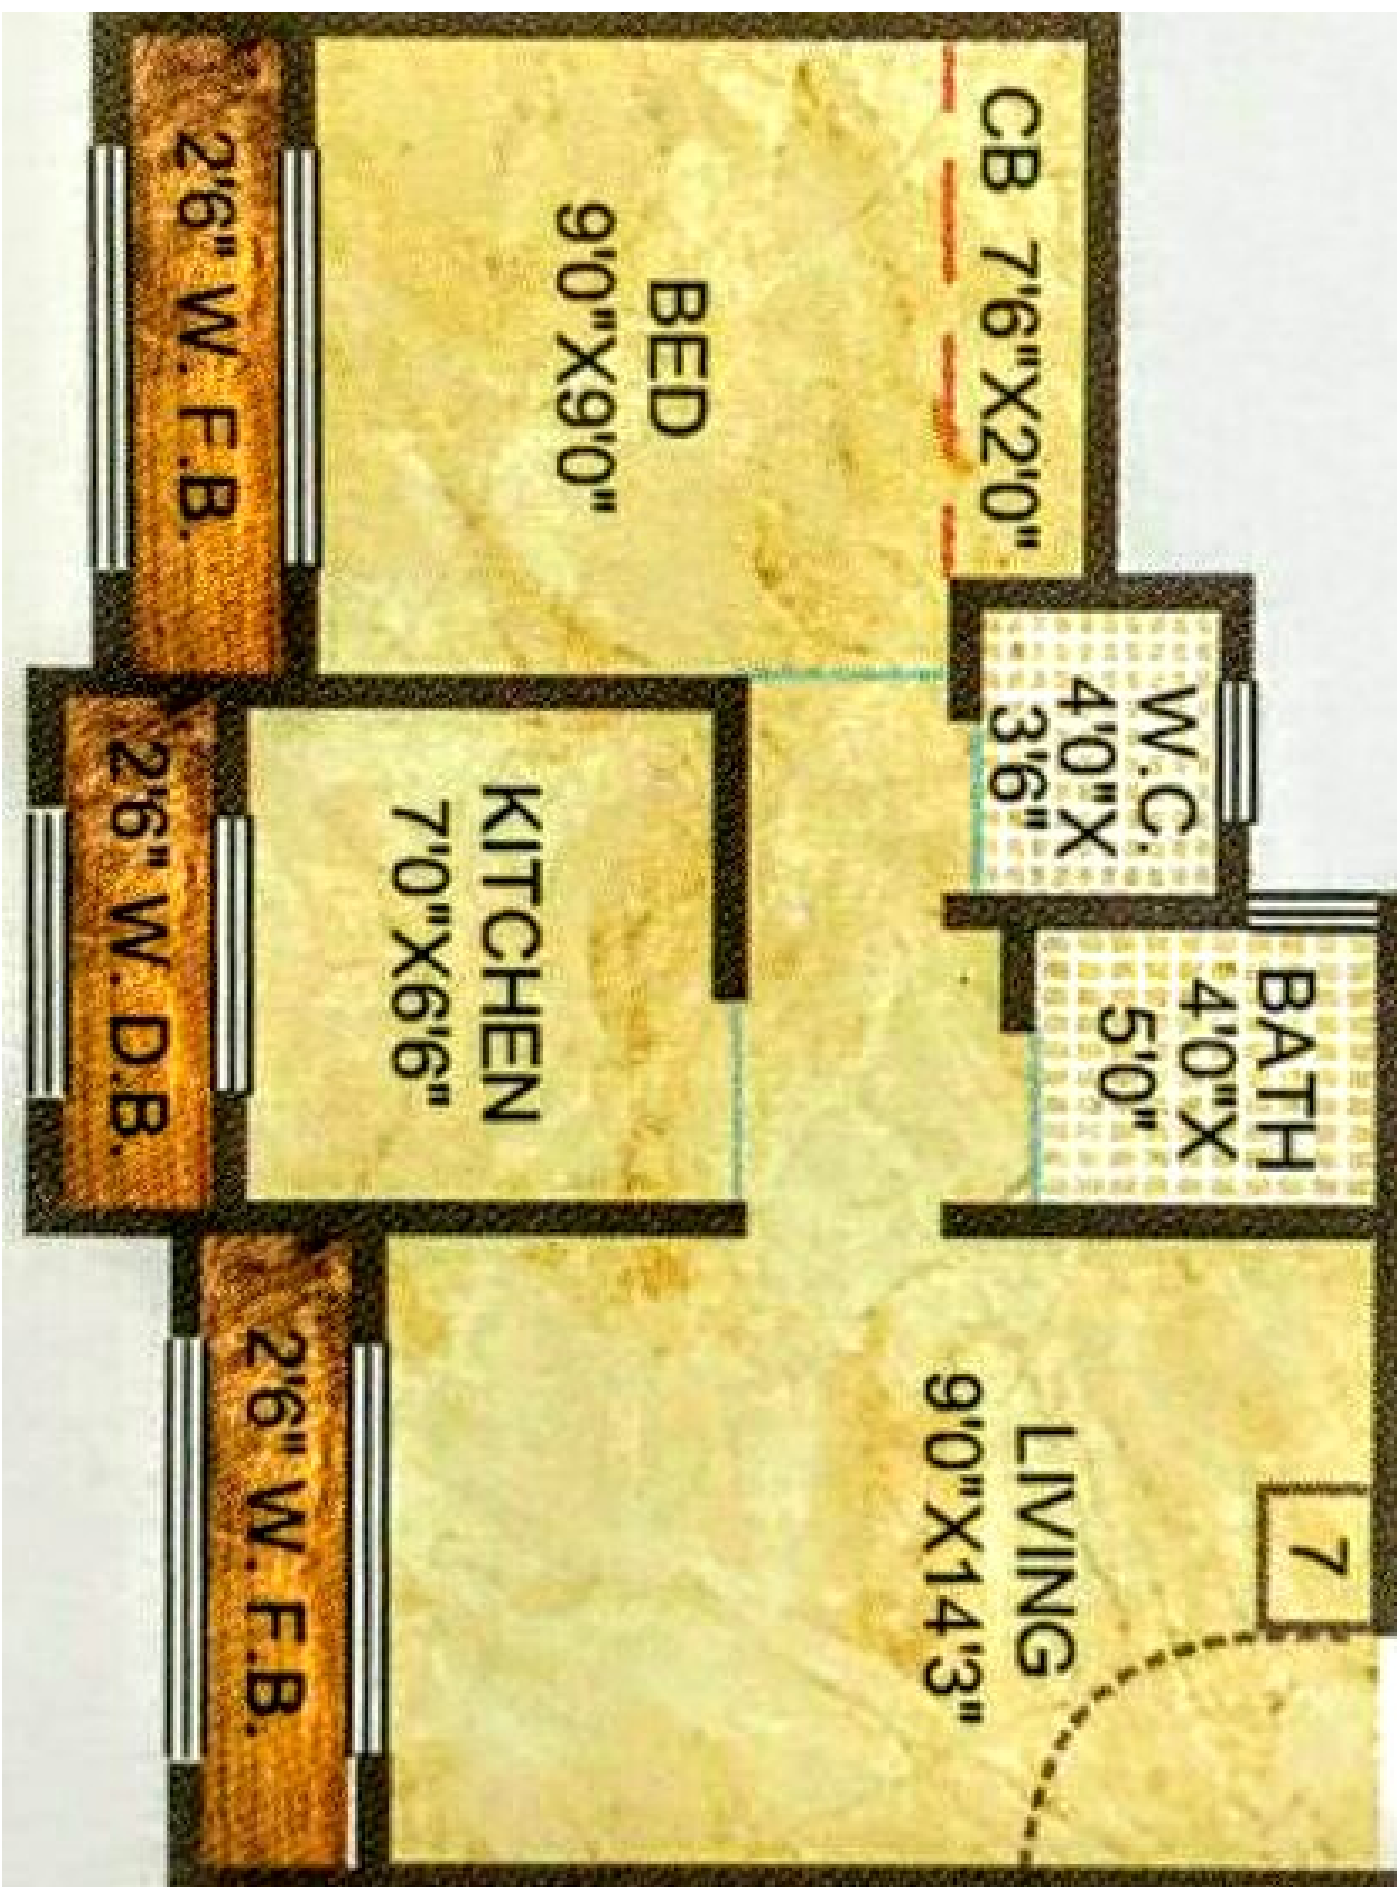 CB 7'6"X2'0"
BED
9'0"X9'0"
2'6" W. F.B.
W.C.
4'0"X
3'6"
BATH
4'0"X
5'0"
KITCHEN
7'0"X6'6"
2'6" W. D.B.
7
LIVING
9'0"X14'3"
2'6" W. F.B.